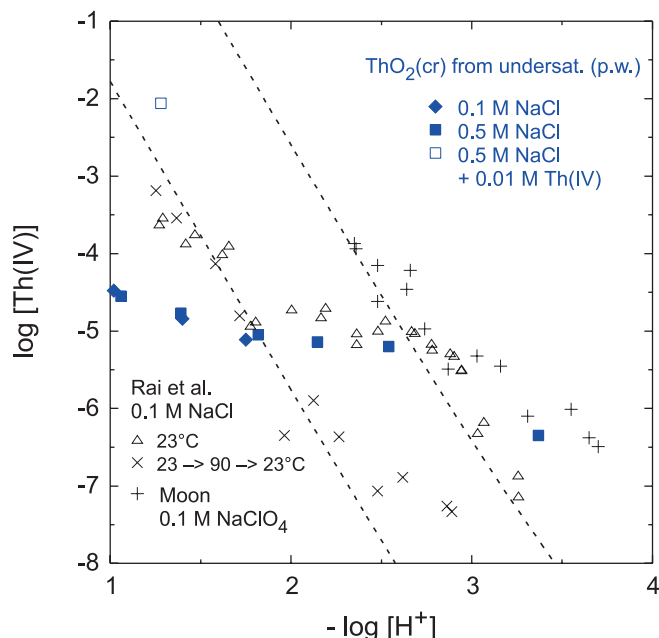 -1
-2
-3
-4
-5
-6
-7
-8
log [Th(IV)]
ThO₂(cr) from undersat. (p.w.)
0.1 M NaCl
0.5 M NaCl
0.5 M NaCl
+ 0.01 M Th(IV)
Rai et al.
0.1 M NaCl
23°C
23 –> 90 –> 23°C
Moon
0.1 M NaClO₄
1
2
3
4
- log [H⁺]